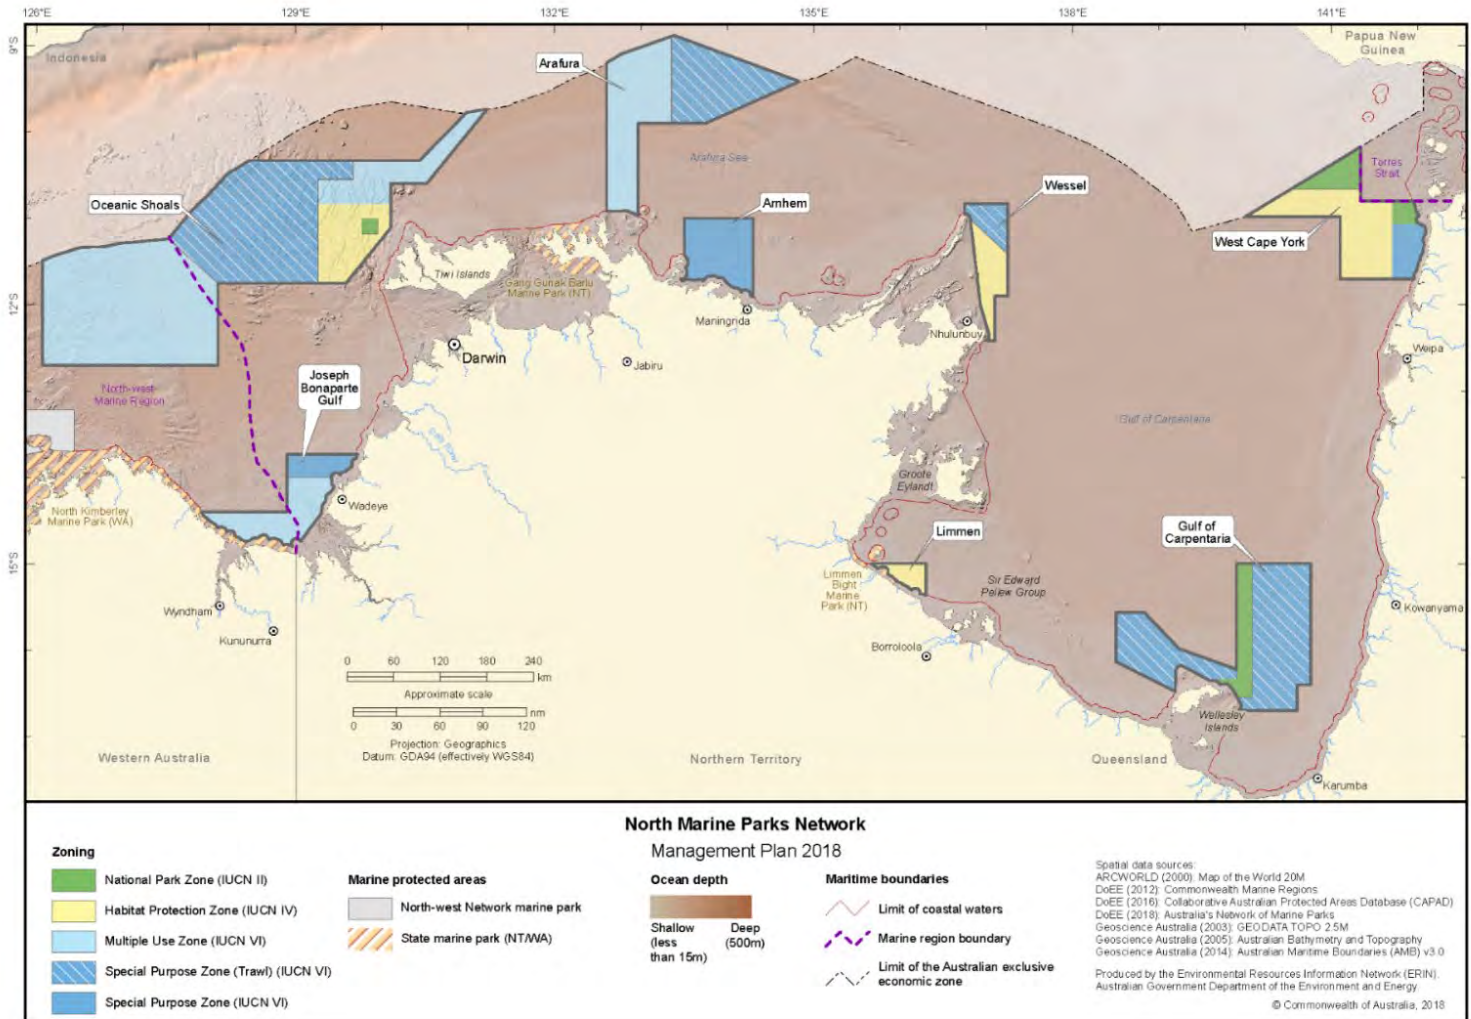 126°E
129°E
132°E
135°E
138°E
141°E
9°S
12°S
15°S
Indonesia
Papua New
Guinea
Arafura
Arafura Sea
Torres
Strait
Oceanic Shoals
Wessel
Arnhem
West Cape York
Tiwi Islands
Garig Gunak Barlu
Marine Park (NT)
Maningrida
Nhulunbuy
Darwin
Jabiru
Weipa
North-west
Marine Region
Joseph
Bonaparte
Gulf
Gulf of Carpentaria
Groote
Eylandt
Wadeye
North Kimberley
Marine Park (WA)
Limmen
Gulf of
Carpentaria
Limmen
Bight
Marine
Park (NT)
Sir Edward
Pellew Group
Wyndham
Kununurra
Kowanyama
Borroloola
0 60 120 180 240
km
Approximate scale
nm
0 30 60 90 120
Projection: Geographics
Datum: GDA94 (effectively WGS84)
Wellesley
Islands
Western Australia
Northern Territory
Queensland
Karumba
North Marine Parks Network
Management Plan 2018
Zoning
National Park Zone (IUCN II)
Habitat Protection Zone (IUCN IV)
Multiple Use Zone (IUCN VI)
Special Purpose Zone (Trawl) (IUCN VI)
Special Purpose Zone (IUCN VI)
Marine protected areas
North-west Network marine park
State marine park (NT/WA)
Ocean depth
Shallow
(less
than 15m)
Deep
(500m)
Maritime boundaries
Limit of coastal waters
Marine region boundary
Limit of the Australian exclusive
economic zone
Spatial data sources:
ARCWORLD (2000): Map of the World 20M
DoEE (2012): Commonwealth Marine Regions
DoEE (2016): Collaborative Australian Protected Areas Database (CAPAD)
DoEE (2018): Australia's Network of Marine Parks
Geoscience Australia (2003): GEODATA TOPO 2.5M
Geoscience Australia (2005): Australian Bathymetry and Topography
Geoscience Australia (2014): Australian Maritime Boundaries (AMB) v3.0
Produced by the Environmental Resources Information Network (ERIN).
Australian Government Department of the Environment and Energy
© Commonwealth of Australia, 2018